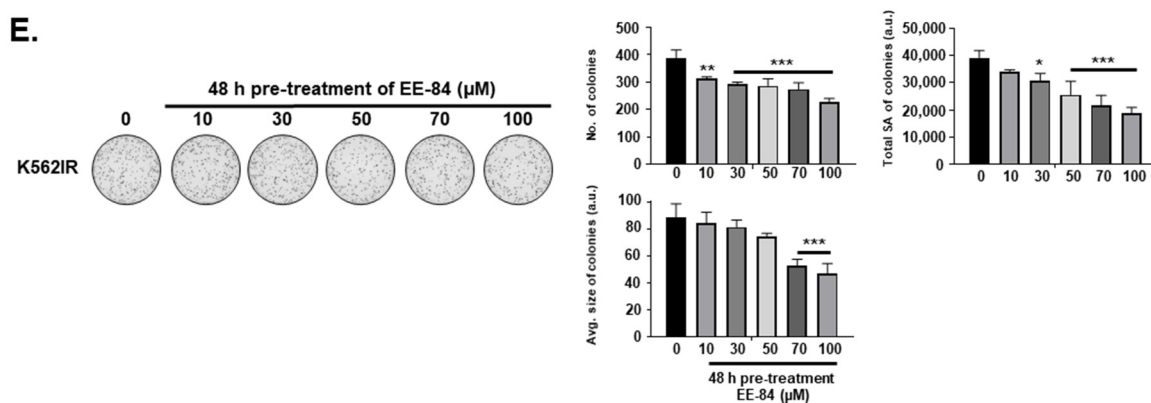 E.
48 h pre-treatment of EE-84 (µM)
0 10 30 50 70 100
K562IR
No. of colonies
500
400
300
200
100
0
**
***
0 10 30 50 70 100
Total SA of colonies (a.u.)
50,000
40,000
30,000
20,000
10,000
0
*
***
0 10 30 50 70 100
Avg. size of colonies (a.u.)
100
80
60
40
20
0
***
0 10 30 50 70 100
48 h pre-treatment
EE-84 (µM)